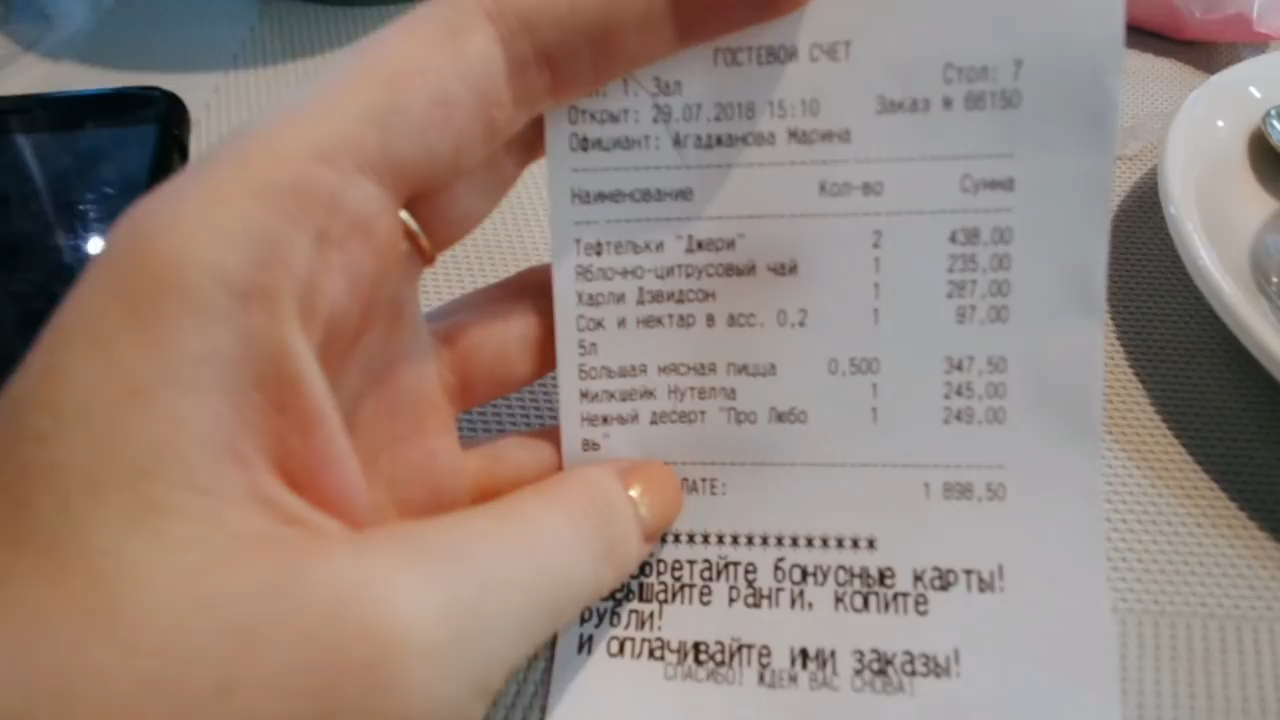 ГОСТЕВОЙ СЧЕТ
1. Зал Стол: 7
Открыт: 29.07.2018 15:10 Заказ № 66150
Официант: Агаджанова Марина
Наименование Кол-во Сумма
Тефтельки "Джери" 2 438,00
Яблочно-цитрусовый чай 1 235,00
Харли Дэвидсон 1 287,00
Сок и нектар в асс. 0,2 1 97,00
5л
Большая мясная пицца 0,500 347,50
Милкшейк Нутелла 1 245,00
Нежный десерт "Про Любо 1 249,00
вь"
ЛАТЕ: 1 898,50
***************
обретайте бонусные карты!
вышайте ранги, копите
рубли!
и оплачивайте ими заказы!
СПАСИБО! ЖДЕМ ВАС СНОВА!